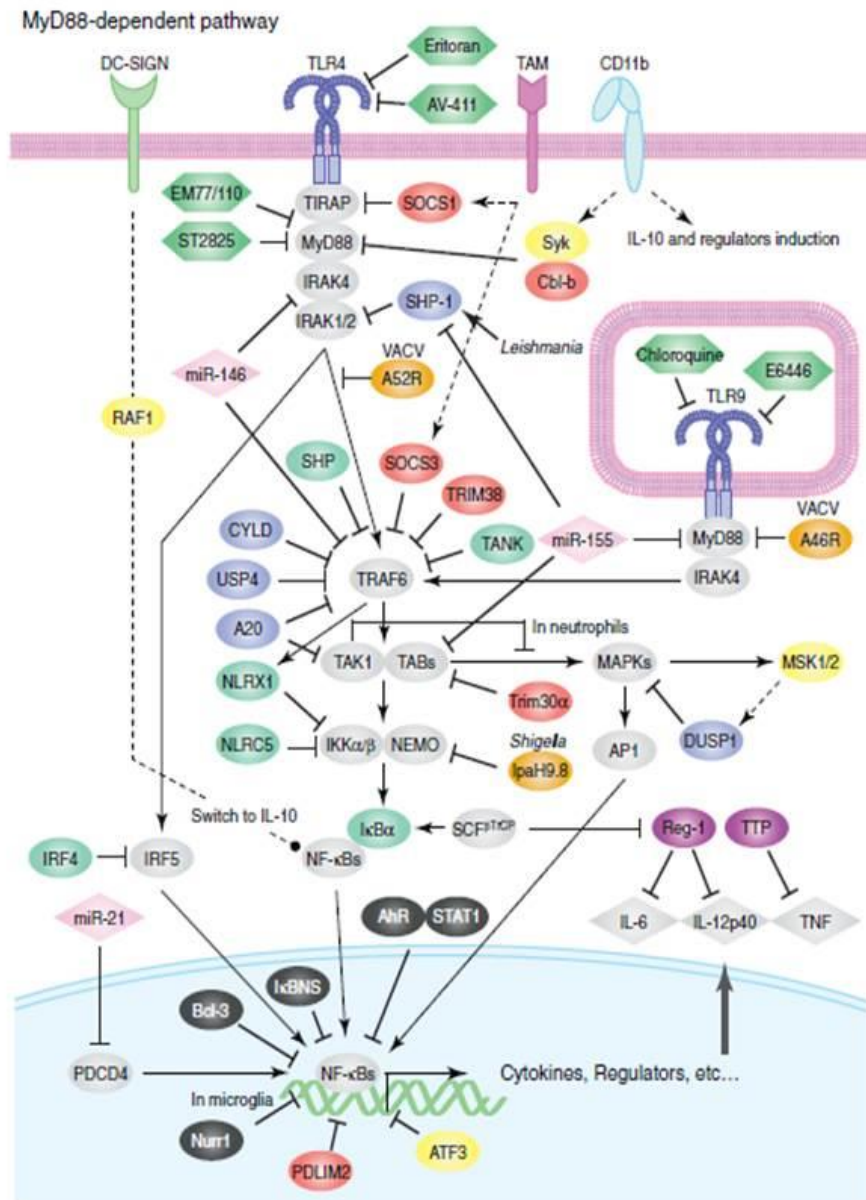 MyD88-dependent pathway
DC-SIGN
TLR4
Eritoran
TAM
CD11b
AV-411
EM77/110
TIRAP
SOCS1
ST2825
MyD88
Syk
IL-10 and regulators induction
Cbl-b
IRAK4
SHP-1
IRAK1/2
Leishmania
VACV
A52R
miR-146
Chloroquine
E6446
TLR9
RAF1
SHP
SOCS3
TRIM38
VACV
CYLD
TANK
miR-155
MyD88
A46R
USP4
TRAF6
IRAK4
A20
In neutrophils
TAK1
TABs
MAPKs
MSK1/2
NLRX1
Trim30α
NLRC5
IKKα/β
NEMO
Shigella
IpaH9.8
AP1
DUSP1
Switch to IL-10
IκBα
SCF
Reg-1
TTP
IRF4
IRF5
NF-κBs
miR-21
AhR
STAT1
IL-6
IL-12p40
TNF
IκBNS
Bcl-3
PDCD4
NF-κBs
Cytokines, Regulators, etc...
In microglia
Nurr1
ATF3
PDLIM2